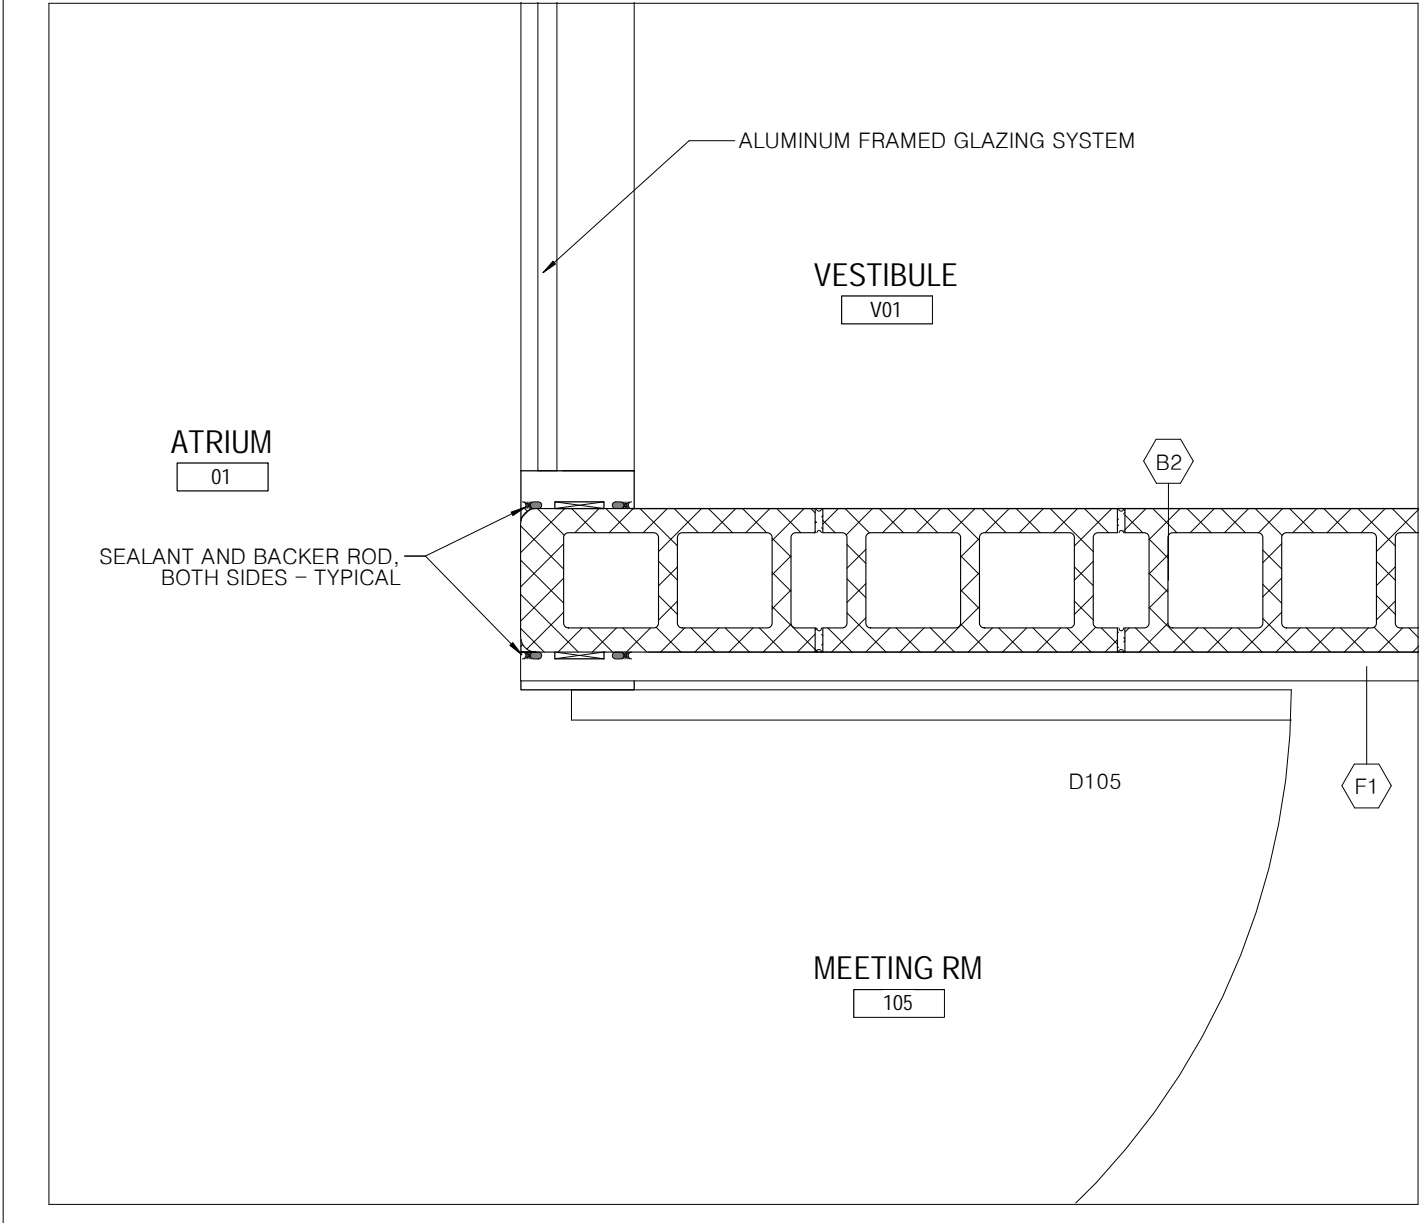 ALUMINUM FRAMED GLAZING SYSTEM
VESTIBULE
V01
ATRIUM
01
B2
SEALANT AND BACKER ROD,
BOTH SIDES - TYPICAL
D105
F1
MEETING RM
105